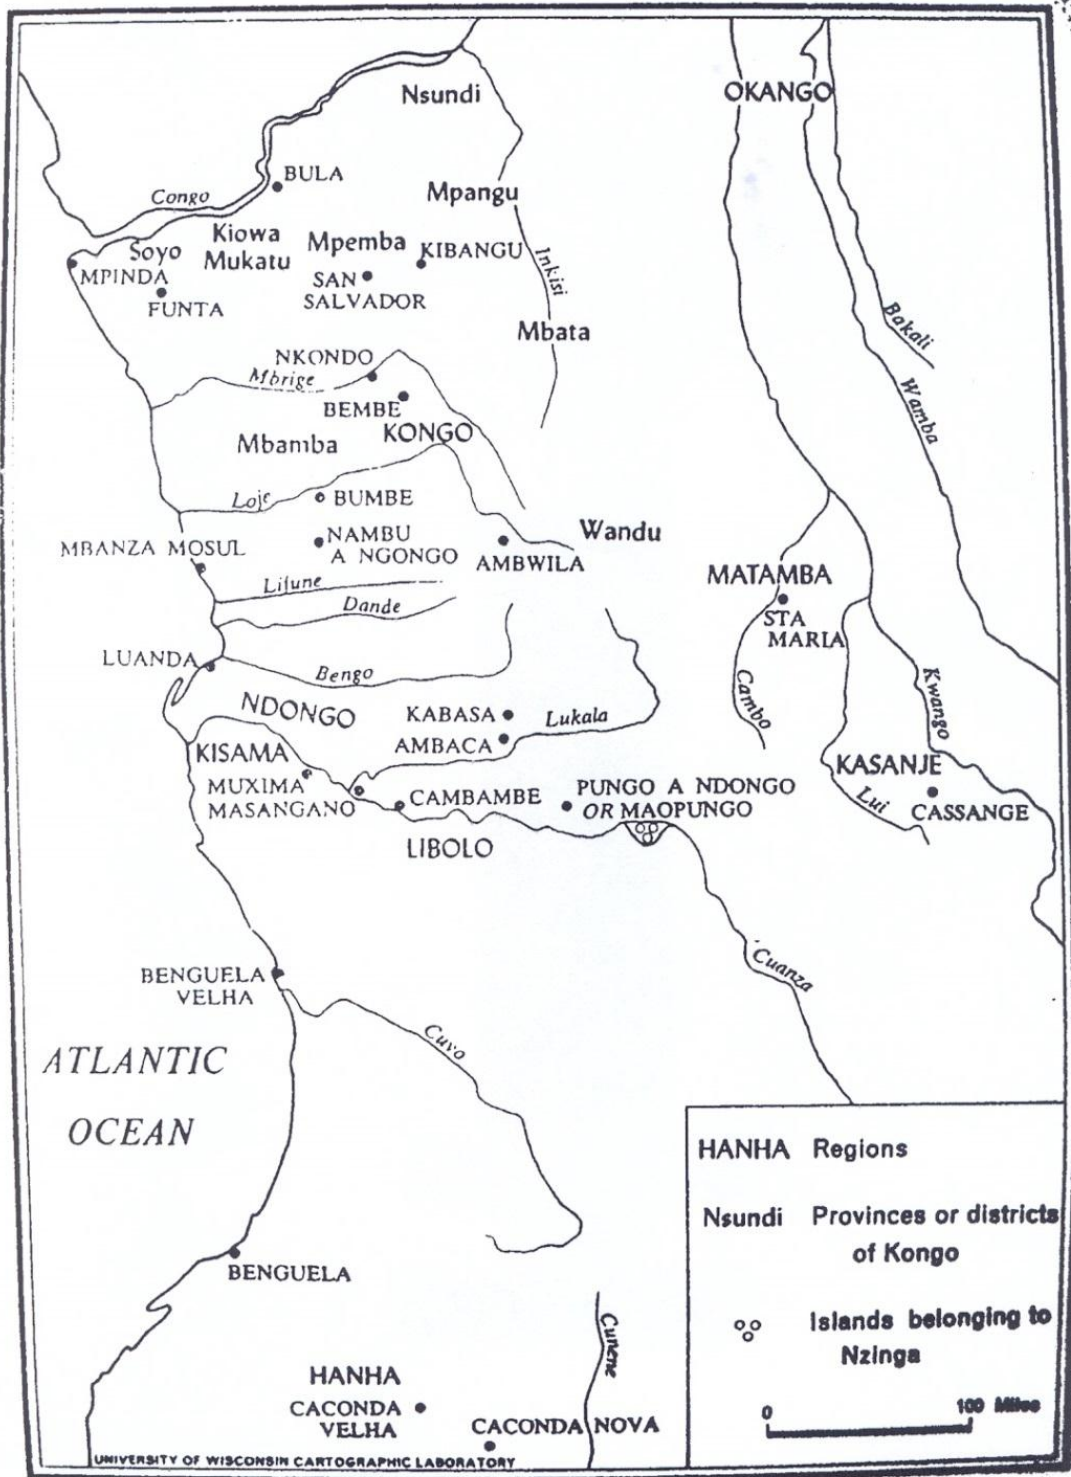 Nsundi
OKANGO
BULA
Congo
Mpangu
Kiowa
Mukatu
Soyo
Mpemba
KIBANGU
MPINDA
SAN
SALVADOR
FUNTA
Inkisi
Bakali
Mbata
NKONDO
Mbrige
BEMBE
Wamba
KONGO
Mbamba
Loje
BUMBE
NAMBU
A NGONGO
Wandu
MBANZA MOSUL
AMBWILA
Lifune
MATAMBA
Dande
STA
MARIA
LUANDA
Bengo
Cambo
Kwango
NDONGO
KABASA
Lukala
AMBACA
KISAMA
KASANJE
MUXIMA
MASANGANO
CAMBAMBE
PUNGO A NDONGO
OR MAOPUNGO
Lui
CASSANGE
LIBOLO
BENGUELA
VELHA
Cuanza
Cuvo
ATLANTIC
OCEAN
BENGUELA
Cunene
HANHA
CACONDA
VELHA
CACONDA NOVA
HANHA Regions
Nsundi Provinces or districts
of Kongo
Islands belonging to
Nzinga
0 100 Miles
UNIVERSITY OF WISCONSIN CARTOGRAPHIC LABORATORY